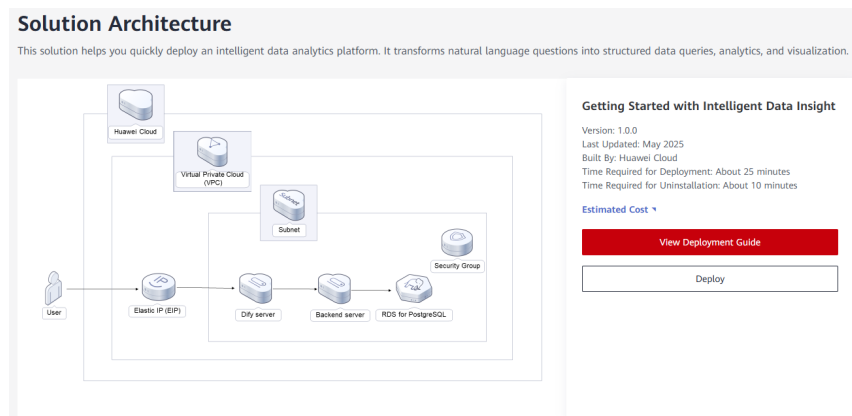 Solution Architecture
This solution helps you quickly deploy an intelligent data analytics platform. It transforms natural language questions into structured data queries, analytics, and visualization.
Huawei Cloud
Virtual Private Cloud
(VPC)
Subnet
Subnet
Security Group
IP
User
Elastic IP (EIP)
Dify server
Backend server
SQL
RDS for PostgreSQL
Getting Started with Intelligent Data Insight
Version: 1.0.0
Last Updated: May 2025
Built By: Huawei Cloud
Time Required for Deployment: About 25 minutes
Time Required for Uninstallation: About 10 minutes
Estimated Cost
View Deployment Guide
Deploy